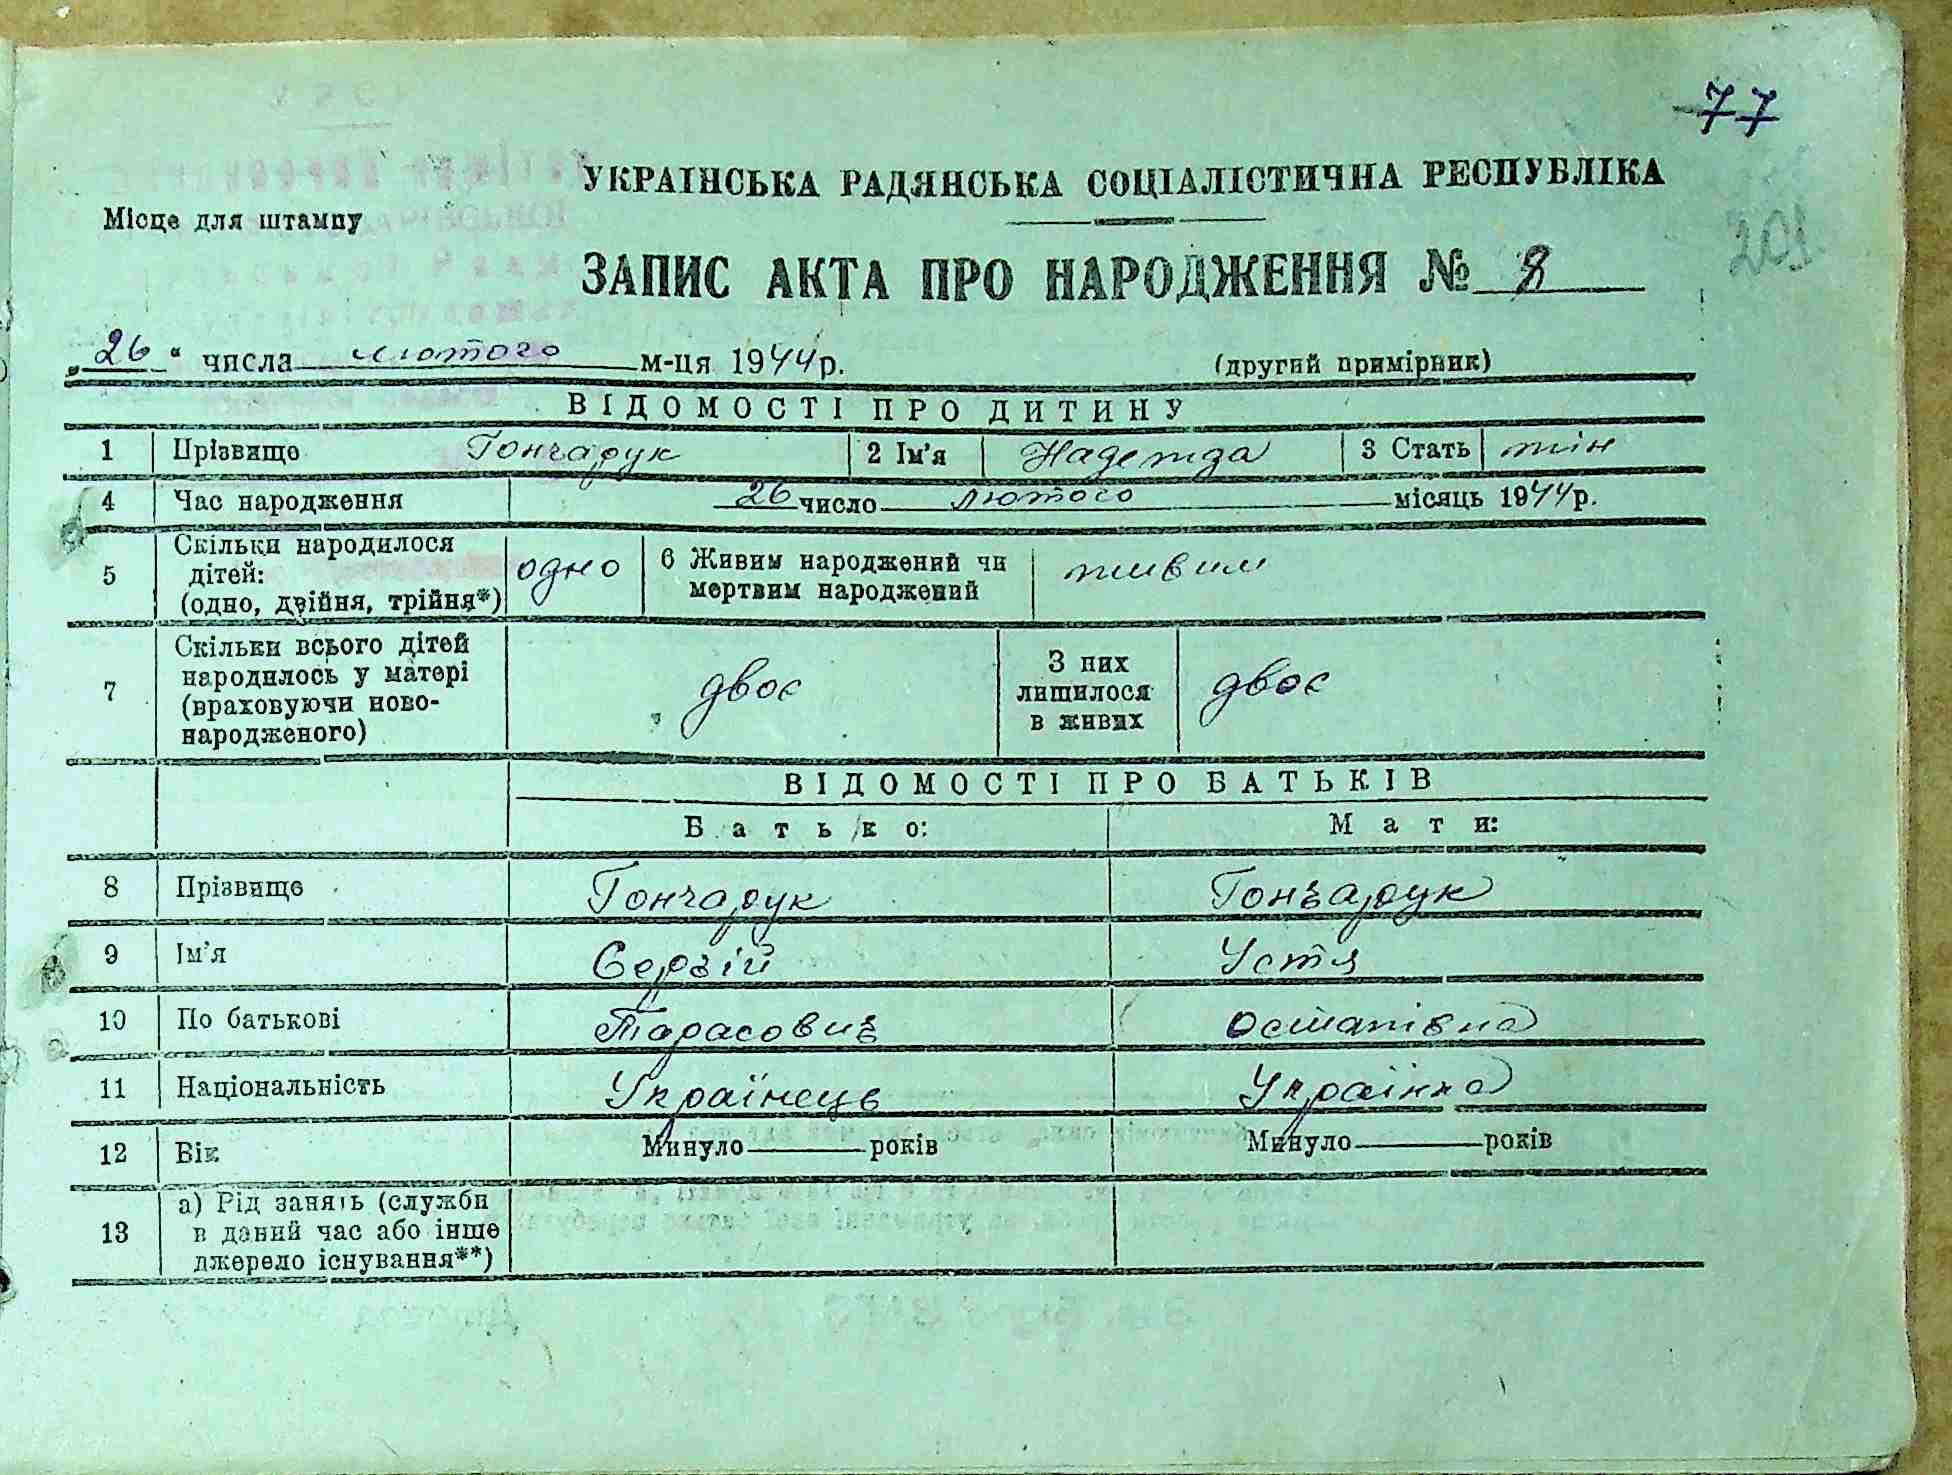 77
УКРАЇНСЬКА РАДЯНСЬКА СОЦІАЛІСТИЧНА РЕСПУБЛІКА
Місце для штампу
201
ЗАПИС АКТА ПРО НАРОДЖЕННЯ № 8
„26" числа лютого м-ця 1944 р. (другий примірник)
ВІДОМОСТІ ПРО ДИТИНУ
1 Прізвище Гончарук 2 Ім'я Надежда 3 Стать жін
4 Час народження 26 число лютого місяць 1944 р.
5 Скільки народилося дітей: (одно, двійня, трійня*) одно 6 Живим народжений чи мертвим народжений живим
7 Скільки всього дітей народилось у матері (враховуючи новонародженого) двоє З них лишилося в живих двоє
ВІДОМОСТІ ПРО БАТЬКІВ
Батько: Мати:
8 Прізвище Гончарук Гончарук
9 Ім'я Сергій Устя
10 По батькові Тарасович Остапівна
11 Національність Українець Українка
12 Вік Минуло років Минуло років
13 а) Рід занять (служби в даний час або інше джерело існування**)